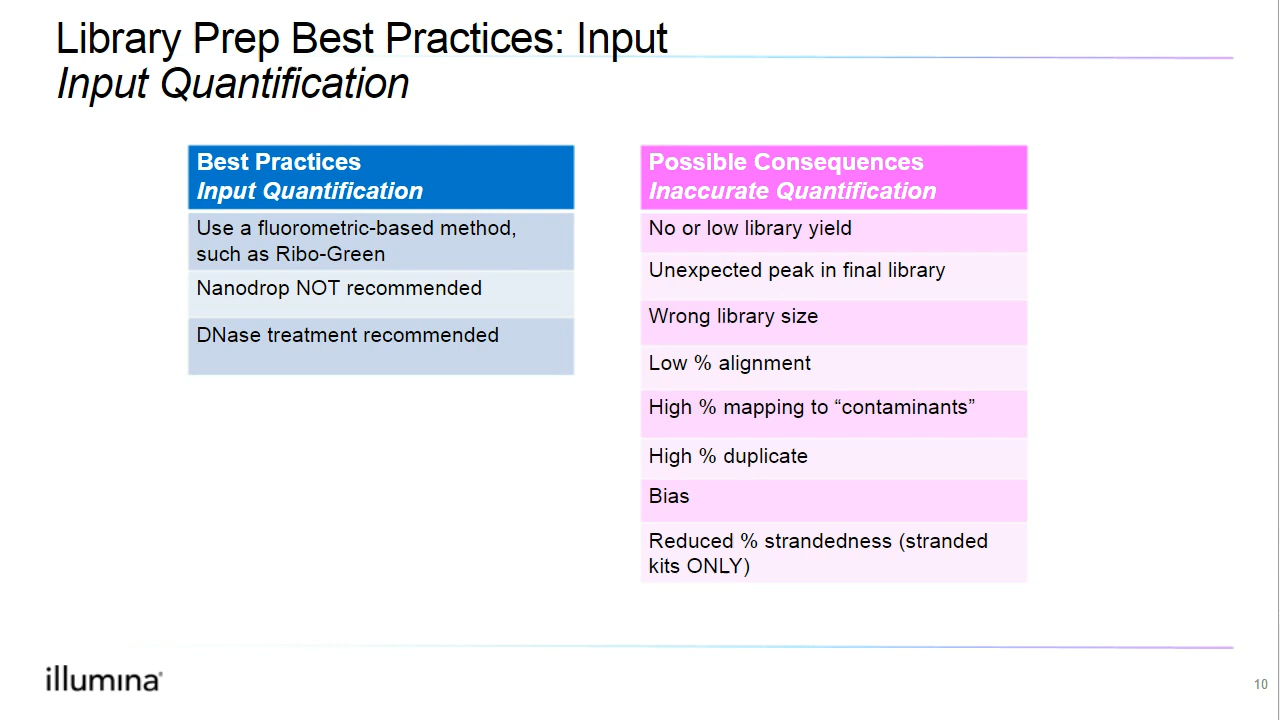 Library Prep Best Practices: Input
Input Quantification
Best Practices
Input Quantification
Use a fluorometric-based method,
such as Ribo-Green
Nanodrop NOT recommended
DNase treatment recommended
Possible Consequences
Inaccurate Quantification
No or low library yield
Unexpected peak in final library
Wrong library size
Low % alignment
High % mapping to “contaminants”
High % duplicate
Bias
Reduced % strandedness (stranded
kits ONLY)
illumina®
10